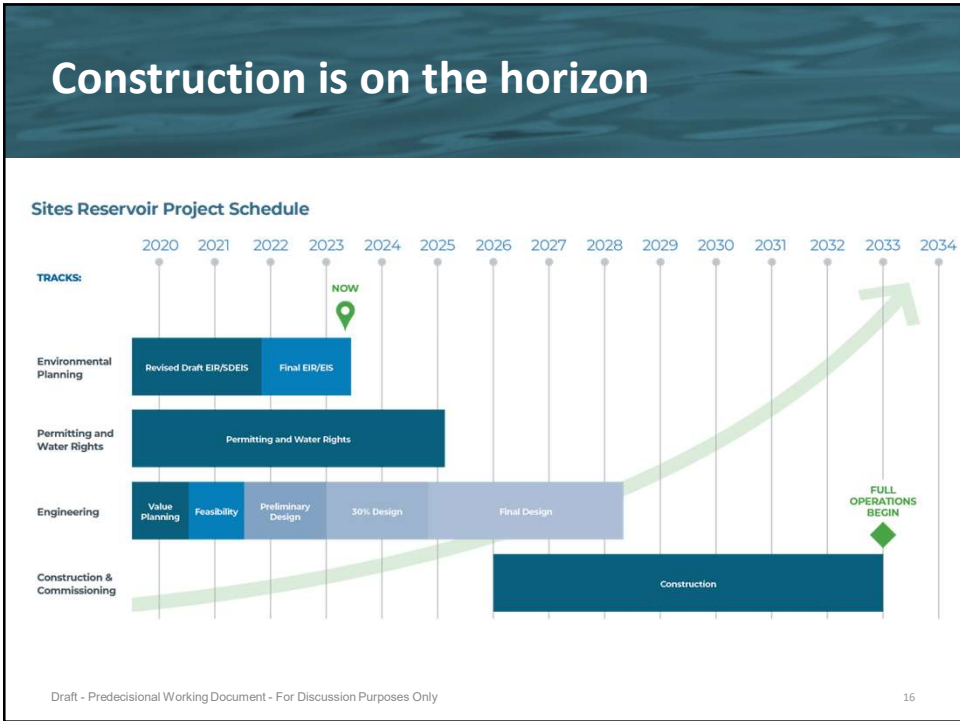 Construction is on the horizon
Sites Reservoir Project Schedule
2020 2021 2022 2023 2024 2025 2026 2027 2028 2029 2030 2031 2032 2033 2034
TRACKS:
NOW
Environmental
Planning
Revised Draft EIR/SDEIS
Final EIR/EIS
Permitting and
Water Rights
Permitting and Water Rights
Engineering
Value
Planning
Feasibility
Preliminary
Design
30% Design
Final Design
FULL
OPERATIONS
BEGIN
Construction &
Commissioning
Construction
Draft - Predecisional Working Document - For Discussion Purposes Only
16